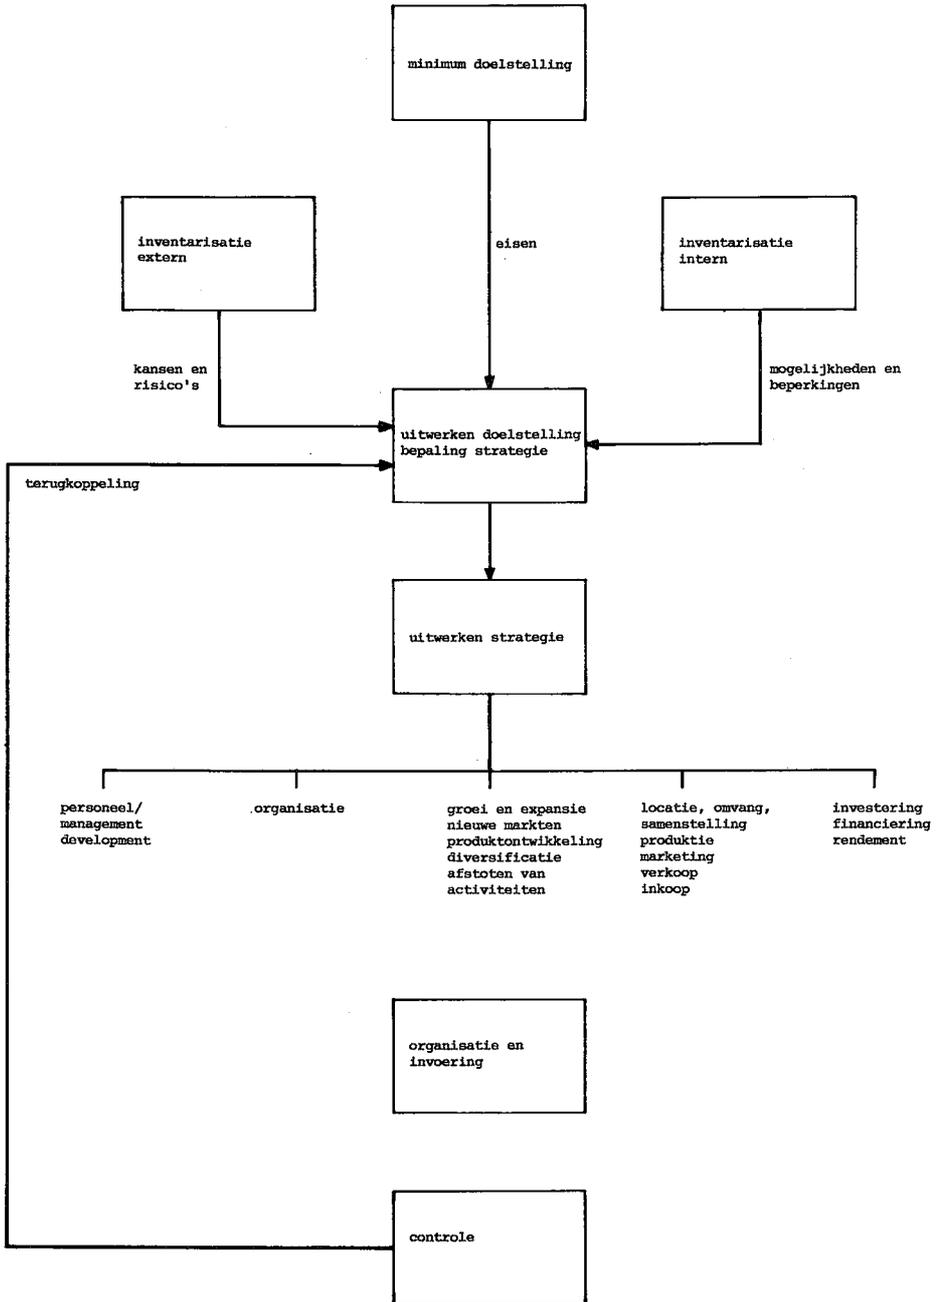 minimum doelstelling
inventarisatie
extern
eisen
inventarisatie
intern
kansen en
risico's
mogelijkheden en
beperkingen
uitwerken doelstelling
bepaling strategie
terugkoppeling
uitwerken strategie
personeel/
management
development
organisatie
groei en expansie
nieuwe markten
produktontwikkeling
diversificatie
afstoten van
activiteiten
locatie, omvang,
samenstelling
produktie
marketing
verkoop
inkoop
investering
financiering
rendement
organisatie en
invoering
controle